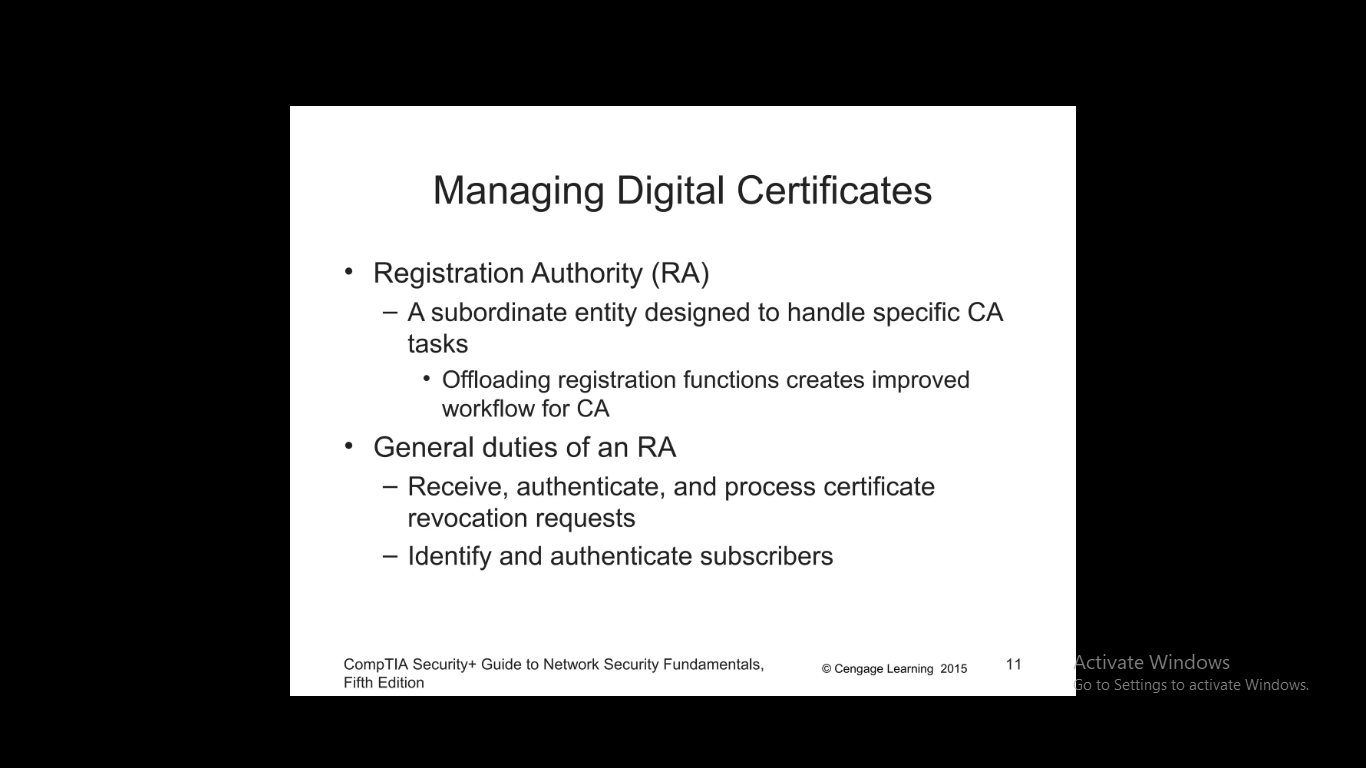 Managing Digital Certificates
• Registration Authority (RA)
– A subordinate entity designed to handle specific CA
tasks
• Offloading registration functions creates improved
workflow for CA
• General duties of an RA
– Receive, authenticate, and process certificate
revocation requests
– Identify and authenticate subscribers
CompTIA Security+ Guide to Network Security Fundamentals,
Fifth Edition
© Cengage Learning 2015
11
Activate Windows
Go to Settings to activate Windows.